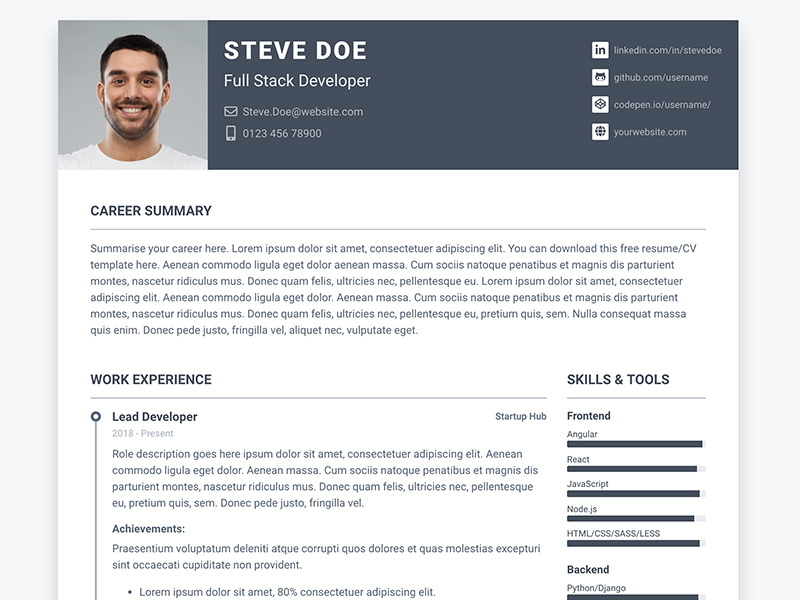 STEVE DOE
Full Stack Developer
Steve.Doe@website.com
0123 456 78900
linkedin.com/in/stevedoe
github.com/username
codepen.io/username/
yourwebsite.com
CAREER SUMMARY
Summarise your career here. Lorem ipsum dolor sit amet, consectetuer adipiscing elit. You can download this free resume/CV
template here. Aenean commodo ligula eget dolor aenean massa. Cum sociis natoque penatibus et magnis dis parturient
montes, nascetur ridiculus mus. Donec quam felis, ultricies nec, pellentesque eu. Lorem ipsum dolor sit amet, consectetuer
adipiscing elit. Aenean commodo ligula eget dolor. Aenean massa. Cum sociis natoque penatibus et magnis dis parturient
montes, nascetur ridiculus mus. Donec quam felis, ultricies nec, pellentesque eu, pretium quis, sem. Nulla consequat massa
quis enim. Donec pede justo, fringilla vel, aliquet nec, vulputate eget.
WORK EXPERIENCE
Lead Developer
Startup Hub
2018 - Present
Role description goes here ipsum dolor sit amet, consectetuer adipiscing elit. Aenean
commodo ligula eget dolor. Aenean massa. Cum sociis natoque penatibus et magnis dis
parturient montes, nascetur ridiculus mus. Donec quam felis, ultricies nec, pellentesque
eu, pretium quis, sem. Donec pede justo, fringilla vel.
Achievements:
Praesentium voluptatum deleniti atque corrupti quos dolores et quas molestias excepturi
sint occaecati cupiditate non provident.
• Lorem ipsum dolor sit amet, 80% consectetuer adipiscing elit.
SKILLS & TOOLS
Frontend
Angular
React
JavaScript
Node.js
HTML/CSS/SASS/LESS
Backend
Python/Django